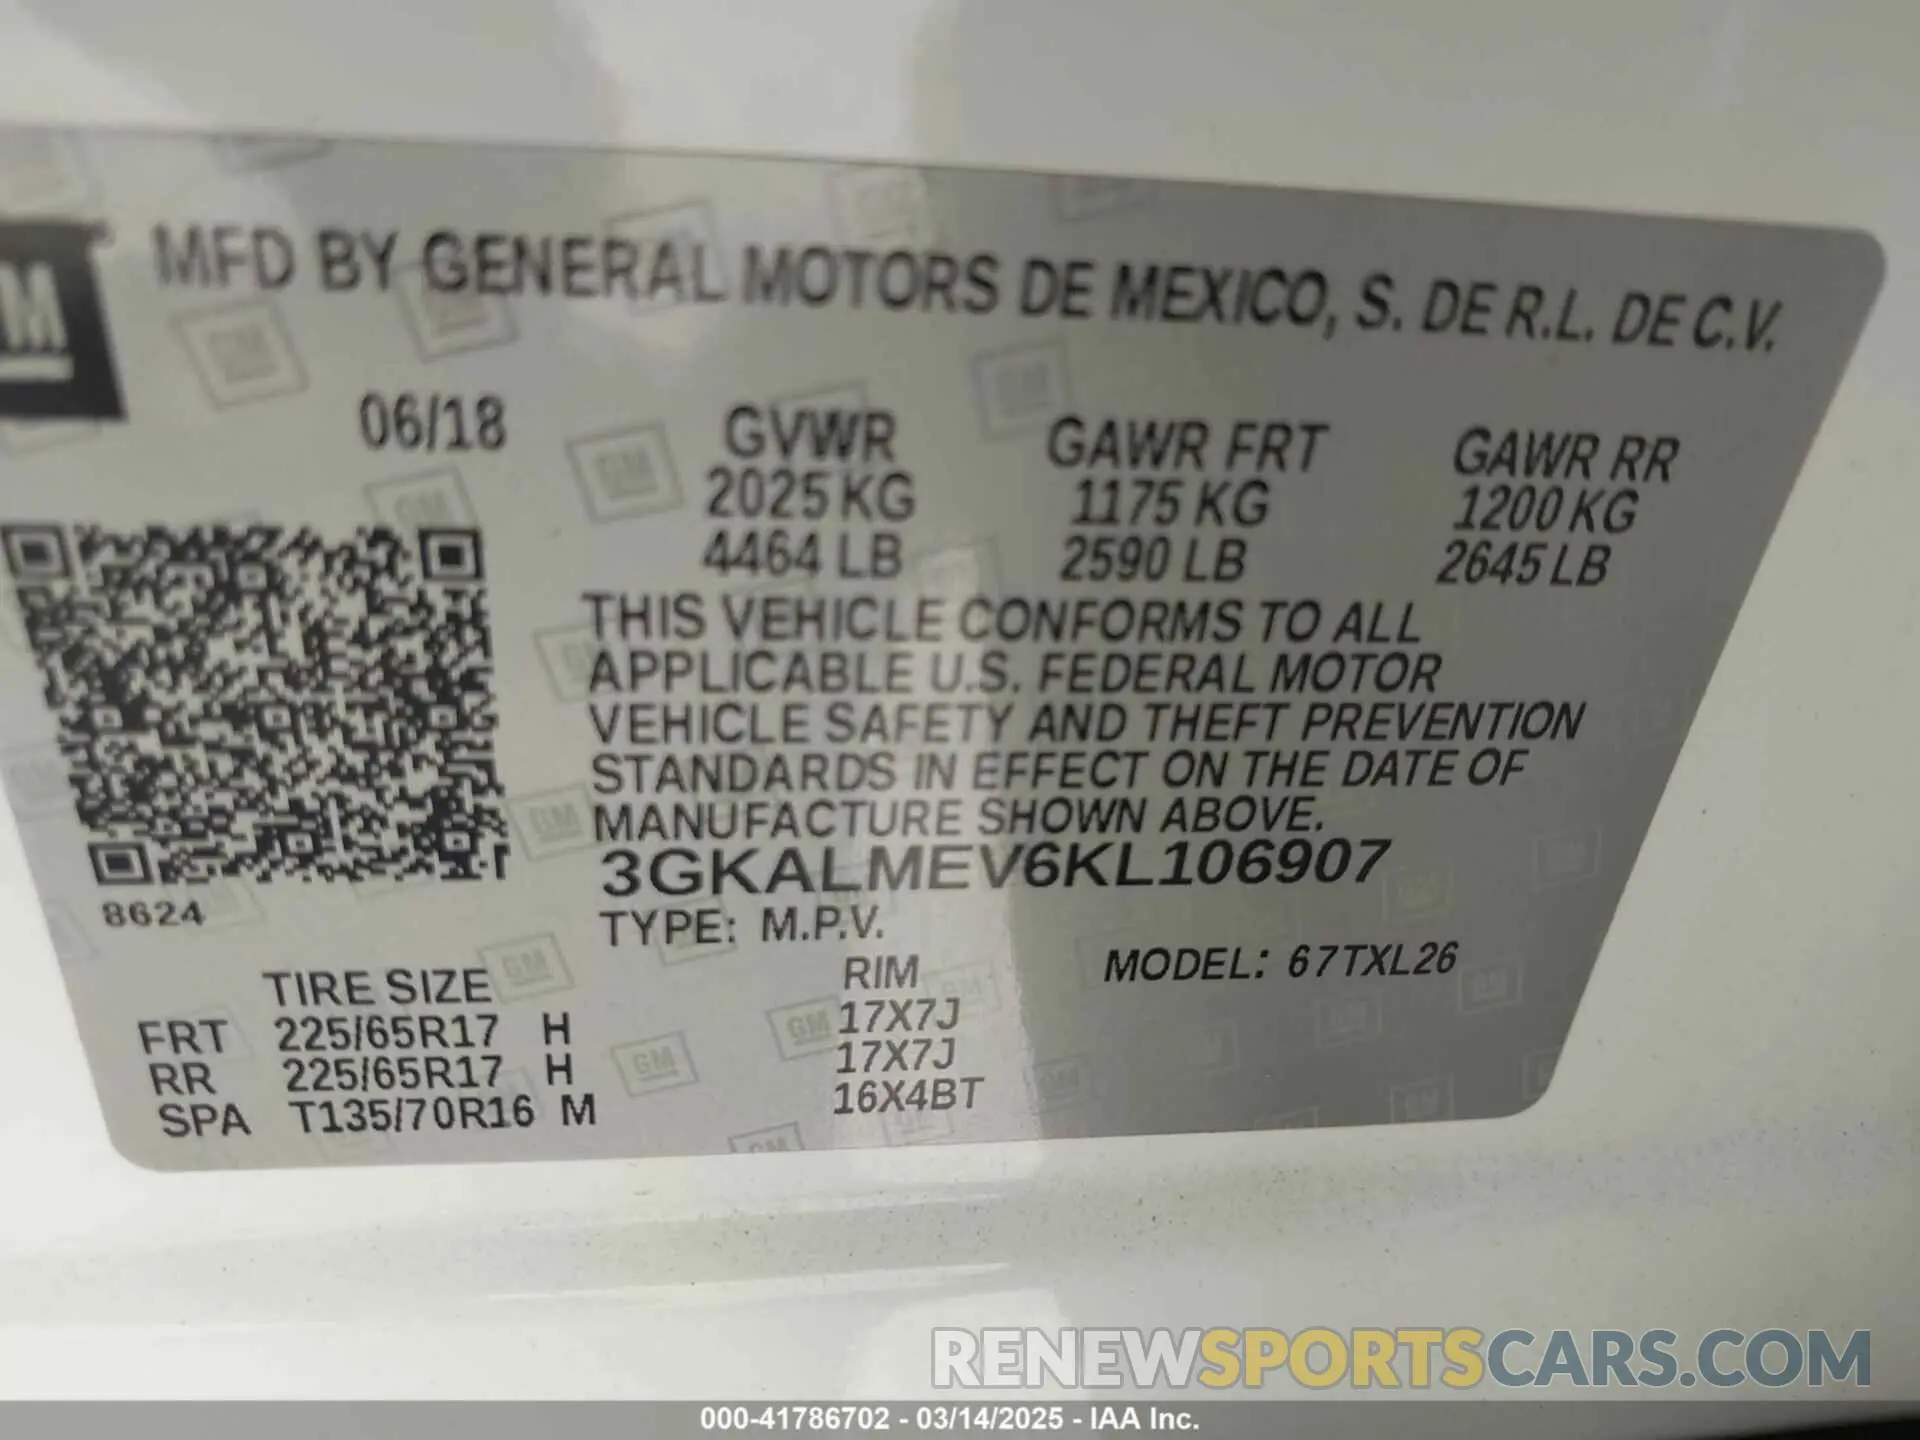 GM
MFD BY GENERAL MOTORS DE MEXICO, S. DE R.L. DE C.V.
06/18 GVWR GAWR FRT GAWR RR
2025 KG 1175 KG 1200 KG
4464 LB 2590 LB 2645 LB
THIS VEHICLE CONFORMS TO ALL
APPLICABLE U.S. FEDERAL MOTOR
VEHICLE SAFETY AND THEFT PREVENTION
STANDARDS IN EFFECT ON THE DATE OF
MANUFACTURE SHOWN ABOVE.
3GKALMEV6KL106907
8624
TYPE: M.P.V.
MODEL: 67TXL26
TIRE SIZE RIM
FRT 225/65R17 H 17X7J
RR 225/65R17 H 17X7J
SPA T135/70R16 M 16X4BT
RENEWSPORTSCARS.COM
000-41786702 - 03/14/2025 - IAA Inc.